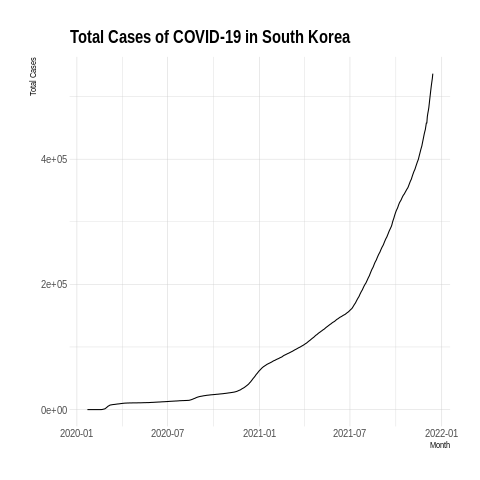 Total Cases of COVID-19 in South Korea
Total Cases
4e+05
2e+05
0e+00
2020-01 2020-07 2021-01 2021-07 2022-01
Month